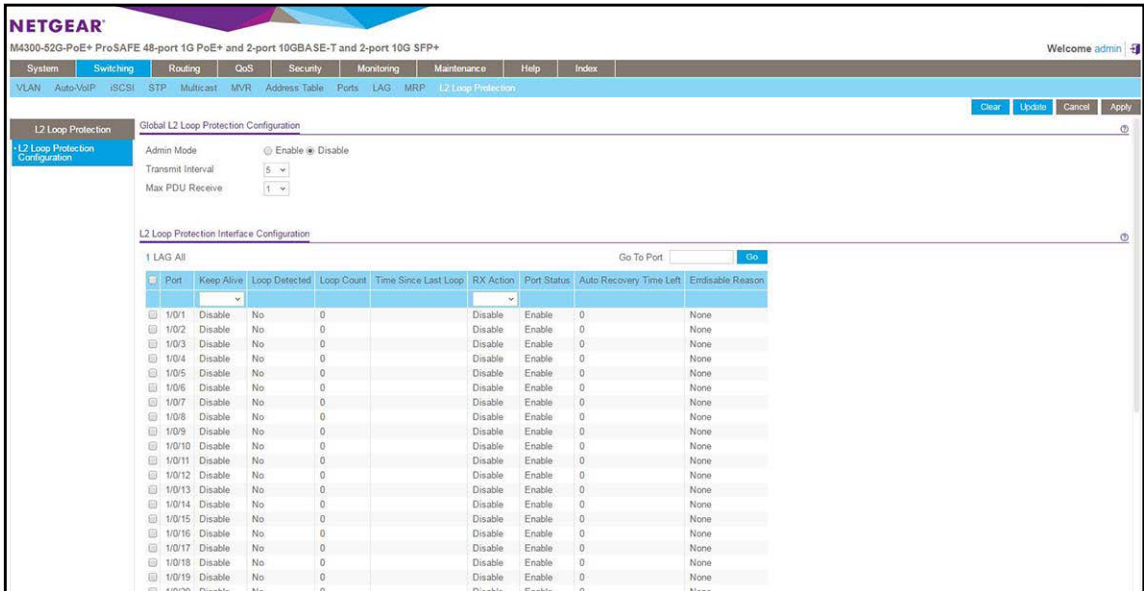 NETGEAR®
M4300-52G-PoE+ ProSAFE 48-port 1G PoE+ and 2-port 10GBASE-T and 2-port 10G SFP+
Welcome admin
System Switching Routing QoS Security Monitoring Maintenance Help Index
VLAN Auto-VoIP iSCSI STP Multicast MVR Address Table Ports LAG MRP L2 Loop Protection
Clear Update Cancel Apply
L2 Loop Protection
L2 Loop Protection Configuration
Global L2 Loop Protection Configuration
Admin Mode Enable Disable
Transmit Interval 5
Max PDU Receive 1
L2 Loop Protection Interface Configuration
1 LAG All Go To Port Go
Port Keep Alive Loop Detected Loop Count Time Since Last Loop RX Action Port Status Auto Recovery Time Left Errdisable Reason
1/0/1 Disable No 0 Disable Enable 0 None
1/0/2 Disable No 0 Disable Enable 0 None
1/0/3 Disable No 0 Disable Enable 0 None
1/0/4 Disable No 0 Disable Enable 0 None
1/0/5 Disable No 0 Disable Enable 0 None
1/0/6 Disable No 0 Disable Enable 0 None
1/0/7 Disable No 0 Disable Enable 0 None
1/0/8 Disable No 0 Disable Enable 0 None
1/0/9 Disable No 0 Disable Enable 0 None
1/0/10 Disable No 0 Disable Enable 0 None
1/0/11 Disable No 0 Disable Enable 0 None
1/0/12 Disable No 0 Disable Enable 0 None
1/0/13 Disable No 0 Disable Enable 0 None
1/0/14 Disable No 0 Disable Enable 0 None
1/0/15 Disable No 0 Disable Enable 0 None
1/0/16 Disable No 0 Disable Enable 0 None
1/0/17 Disable No 0 Disable Enable 0 None
1/0/18 Disable No 0 Disable Enable 0 None
1/0/19 Disable No 0 Disable Enable 0 None